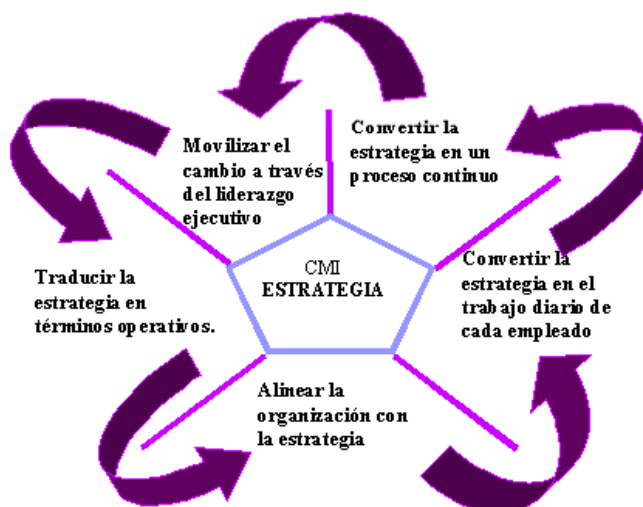 Movilizar el
cambio a través
del liderazgo
ejecutivo
Convertir la
estrategia en un
proceso continuo
Traducir la
estrategia en
términos operativos.
CMI
ESTRATEGIA
Convertir la
estrategia en el
trabajo diario de
cada empleado
Alinear la
organización con
la estrategia